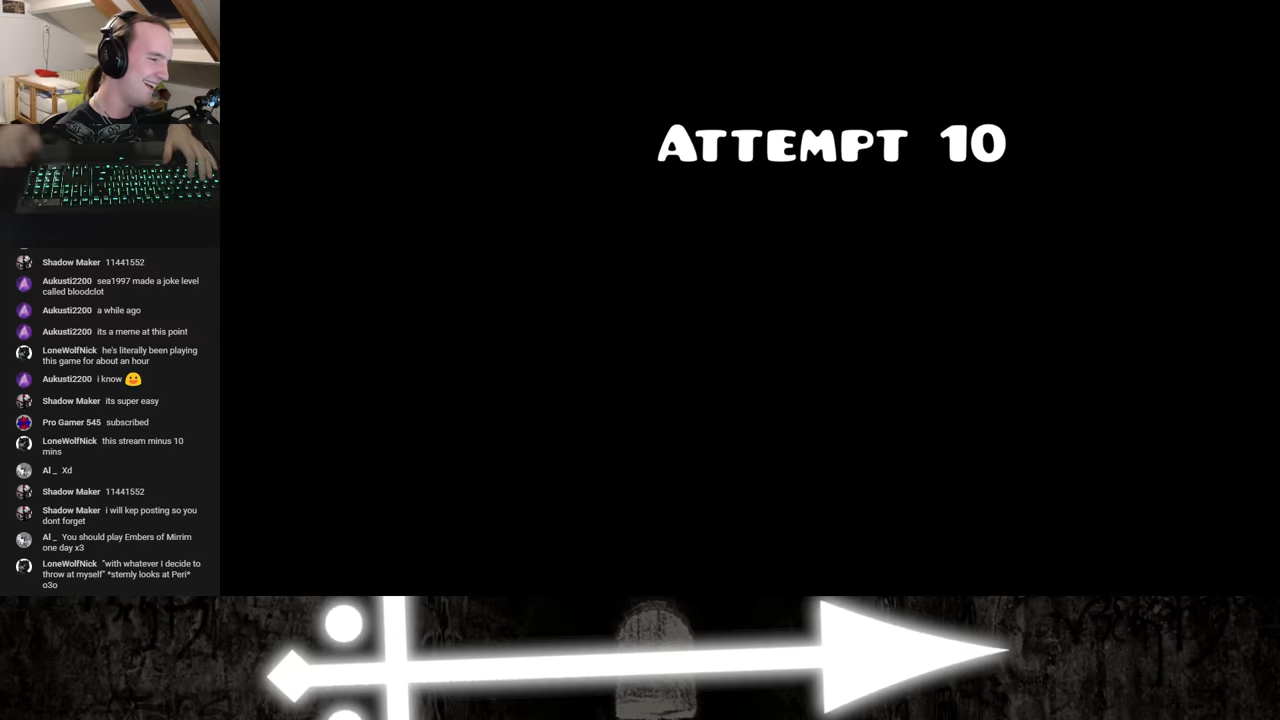 ATTEMPT 10
Shadow Maker 11441552
Aukusti2200 sea1997 made a joke level
called bloodclot
Aukusti2200 a while ago
Aukusti2200 its a meme at this point
LoneWolfNick he's literally been playing
this game for about an hour
Aukusti2200 i know
Shadow Maker its super easy
Pro Gamer 545 subscribed
LoneWolfNick this stream minus 10
mins
Al _ Xd
Shadow Maker 11441552
Shadow Maker i will kep posting so you
dont forget
Al _ You should play Embers of Mirrim
one day x3
LoneWolfNick "with whatever I decide to
throw at myself" *sternly looks at Peri*
o3o